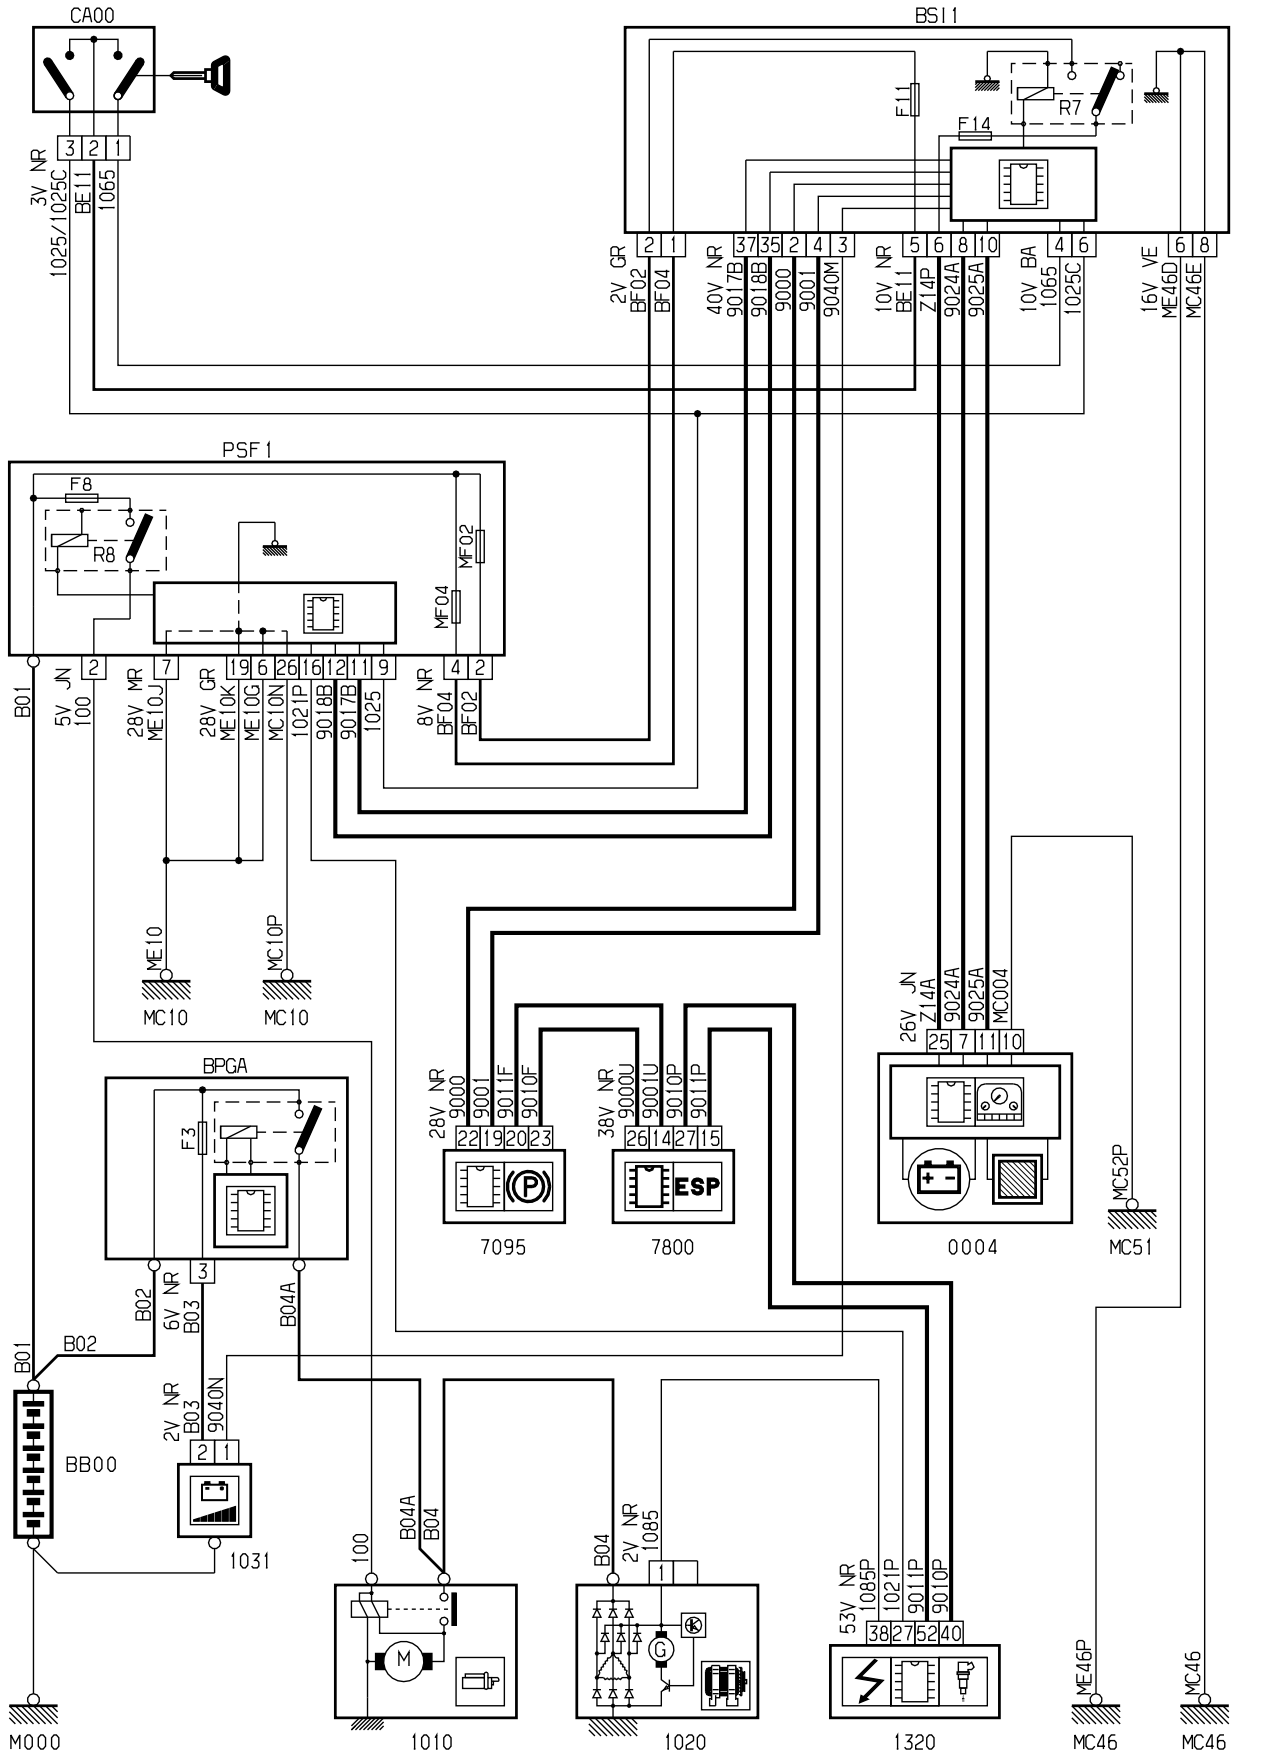 CA00
BSI1
F11
R7
F14
3 2 1
3V NR
1025/1025C
BE11
1065
2 1
37 35 2 4 3
5 6 8 10
4 6
6 8
2V GR
BF02
BF04
40V NR
9017B
9018B
9000
9001
9040M
10V NR
BE11
Z14P
9024A
9025A
10V BA
1065
1025C
16V VE
ME46D
MC46E
PSF1
F8
R8
MF02
MF04
2
7
19 6 26 16 12 11 9
4 2
B01
5V JN
100
28V MR
ME10J
28V GR
ME10K
ME10G
MC10N
1021P
9018B
9017B
1025
8V NR
BF04
BF02
ME10
MC10P
MC10
MC10
26V JN
Z14A
9024A
9025A
MC004
25 7 11 10
BPGA
F3
28V NR
9000
9001
9011F
9010F
22 19 20 23
P
7095
38V NR
9000U
9001U
9010P
9011P
26 14 27 15
ESP
7800
+ -
0004
MC52P
MC51
3
B02
6V NR
B03
B04A
B01
B02
2V NR
B03
9040N
2 1
BB00
1031
100
B04A
B04
B04
2V NR
1085
1
53V NR
1085P
1021P
9011P
9010P
38 27 52 40
M
G
ME46P
MC46
M000
1010
1020
1320
MC46
MC46